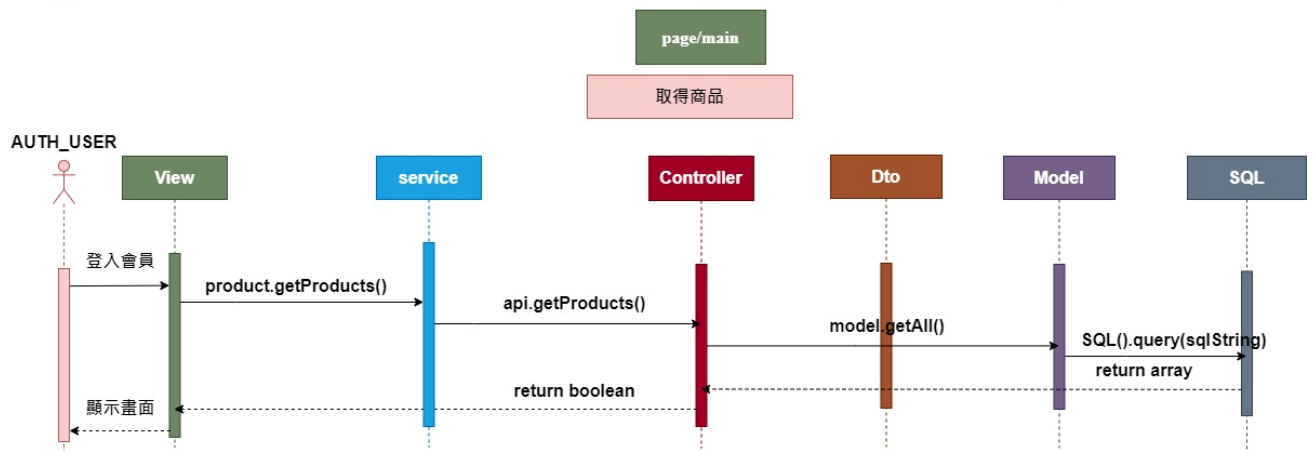 page/main
取得商品
AUTH_USER
View
service
Controller
Dto
Model
SQL
登入會員
product.getProducts()
api.getProducts()
model.getAll()
SQL().query(sqlString)
return array
return boolean
顯示畫面